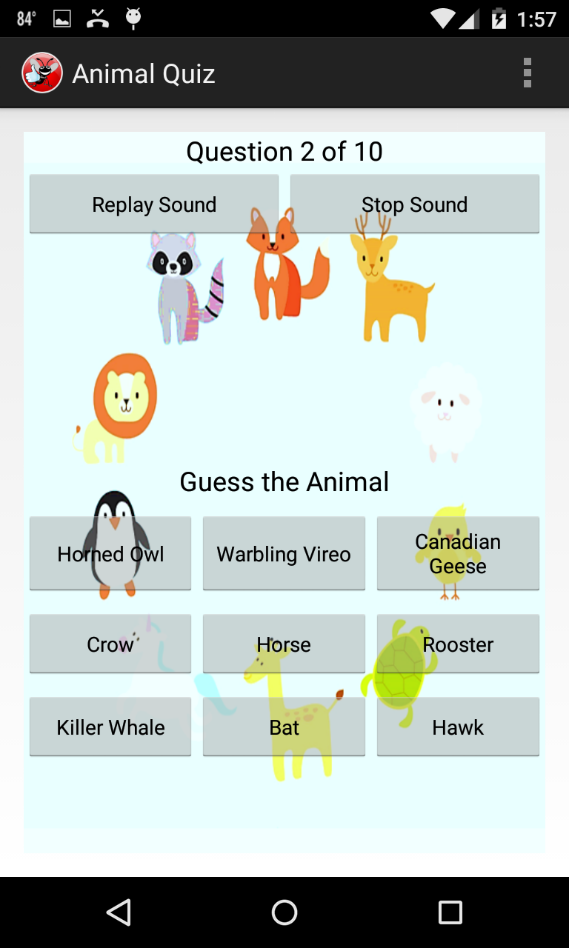 84° 1:57
Animal Quiz
Question 2 of 10
Replay Sound Stop Sound
Guess the Animal
Horned Owl Warbling Vireo Canadian
Geese
Crow Horse Rooster
Killer Whale Bat Hawk